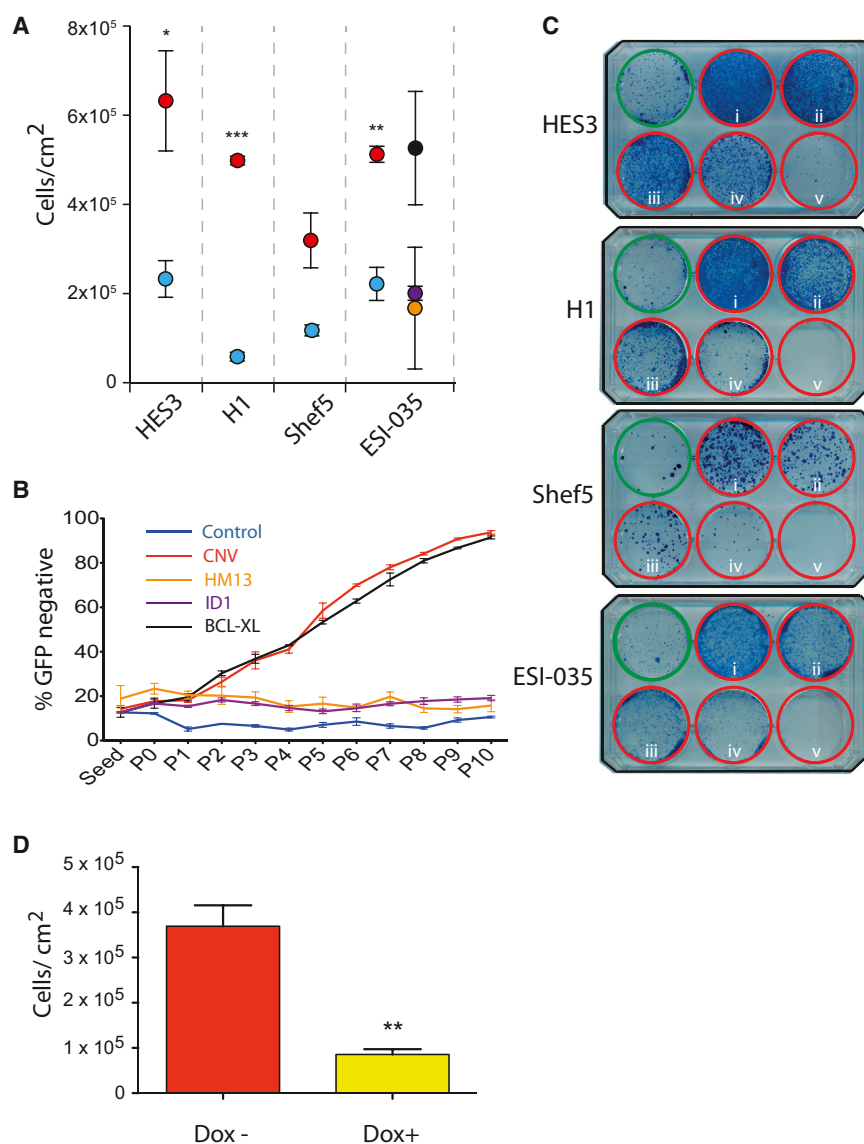 A
8x10⁵
6x10⁵
4x10⁵
2x10⁵
0
Cells/cm²
*
***
**
HES3
H1
Shef5
ESI-035
B
100
80
60
40
20
0
% GFP negative
Control
CNV
HM13
ID1
BCL-XL
Seed
P0
P1
P2
P3
P4
P5
P6
P7
P8
P9
P10
C
HES3
i
ii
iii
iv
v
H1
i
ii
iii
iv
v
Shef5
i
ii
iii
iv
v
ESI-035
i
ii
iii
iv
v
D
5 x 10⁵
4 x 10⁵
3 x 10⁵
2 x 10⁵
1 x 10⁵
0
Cells/ cm²
**
Dox -
Dox+